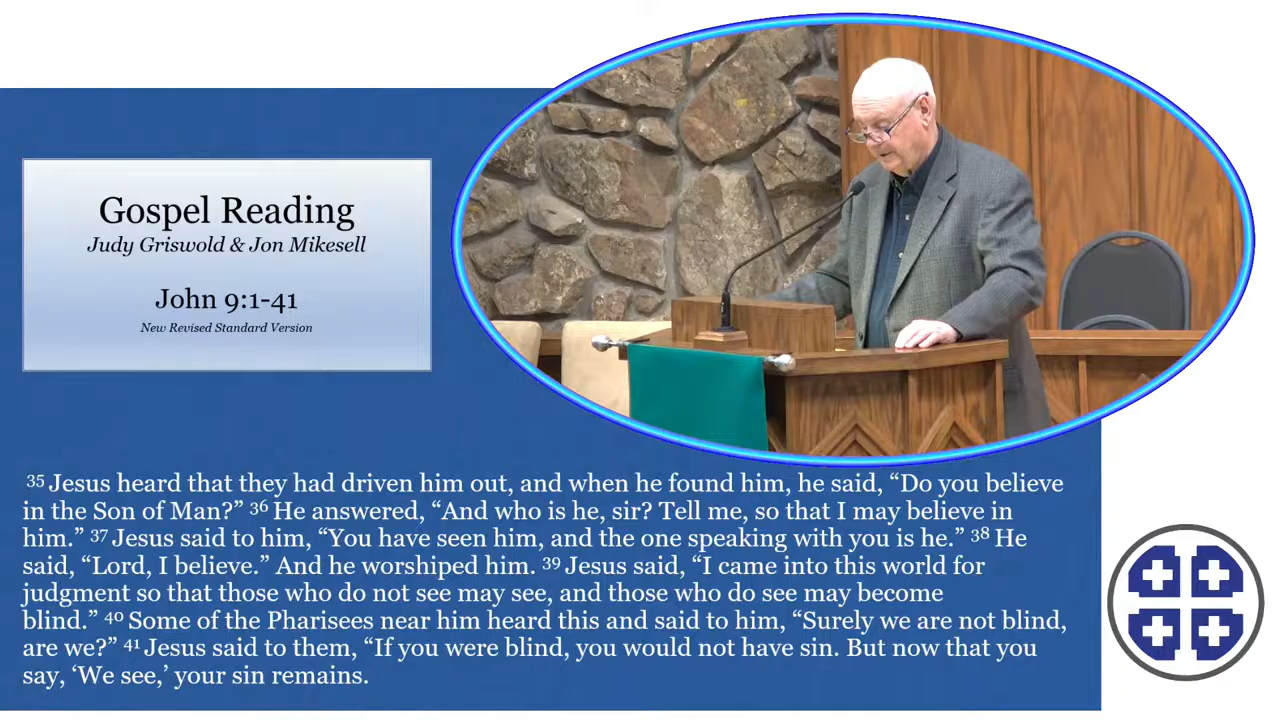 Gospel Reading
Judy Griswold & Jon Mikesell
John 9:1-41
New Revised Standard Version
35 Jesus heard that they had driven him out, and when he found him, he said, “Do you believe
in the Son of Man?” 36 He answered, “And who is he, sir? Tell me, so that I may believe in
him.” 37 Jesus said to him, “You have seen him, and the one speaking with you is he.” 38 He
said, “Lord, I believe.” And he worshiped him. 39 Jesus said, “I came into this world for
judgment so that those who do not see may see, and those who do see may become
blind.” 40 Some of the Pharisees near him heard this and said to him, “Surely we are not blind,
are we?” 41 Jesus said to them, “If you were blind, you would not have sin. But now that you
say, ‘We see,’ your sin remains.